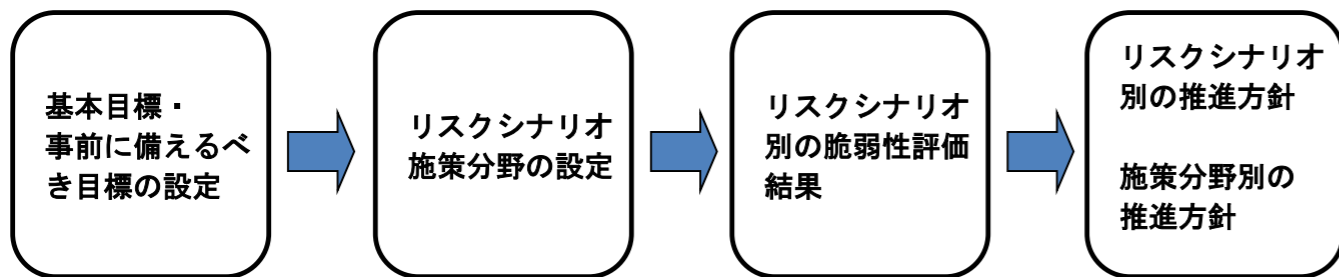 基本目標・
事前に備えるべ
き目標の設定
リスクシナリオ
施策分野の設定
リスクシナリオ
別の脆弱性評価
結果
リスクシナリオ
別の推進方針
施策分野別の
推進方針